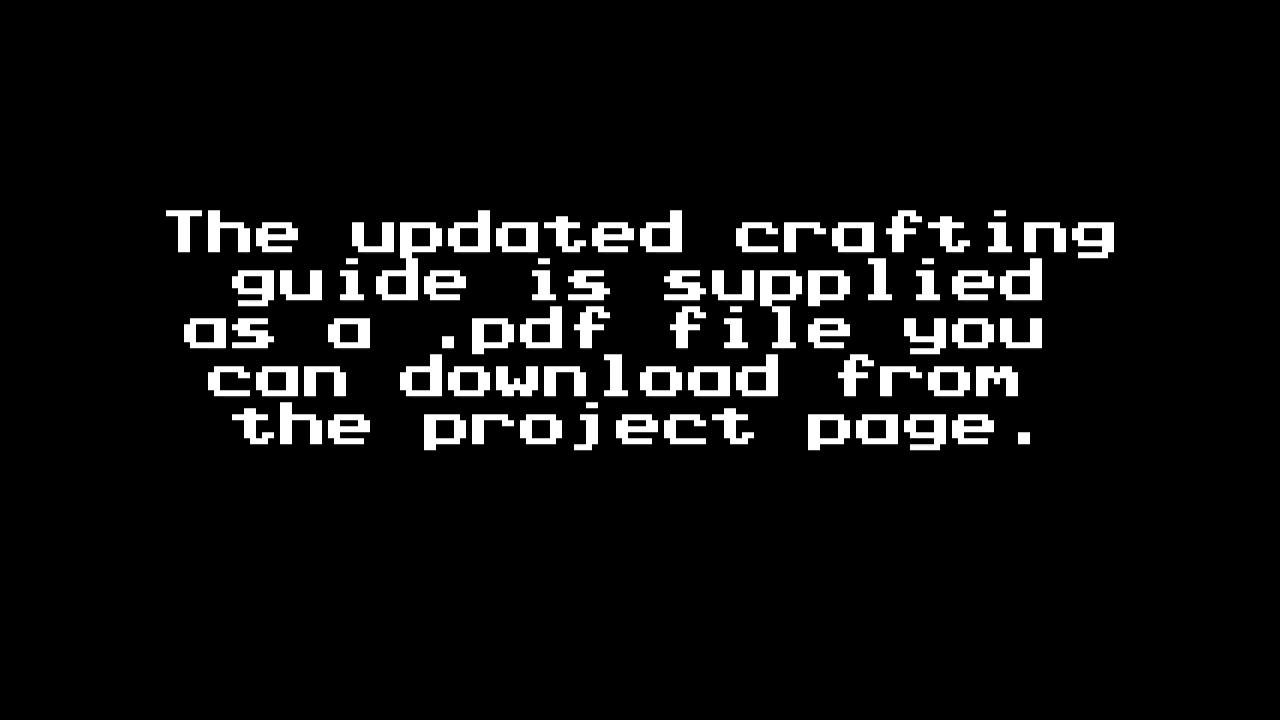 The updated crafting
guide is supplied
as a .pdf file you
can download from
the project page.